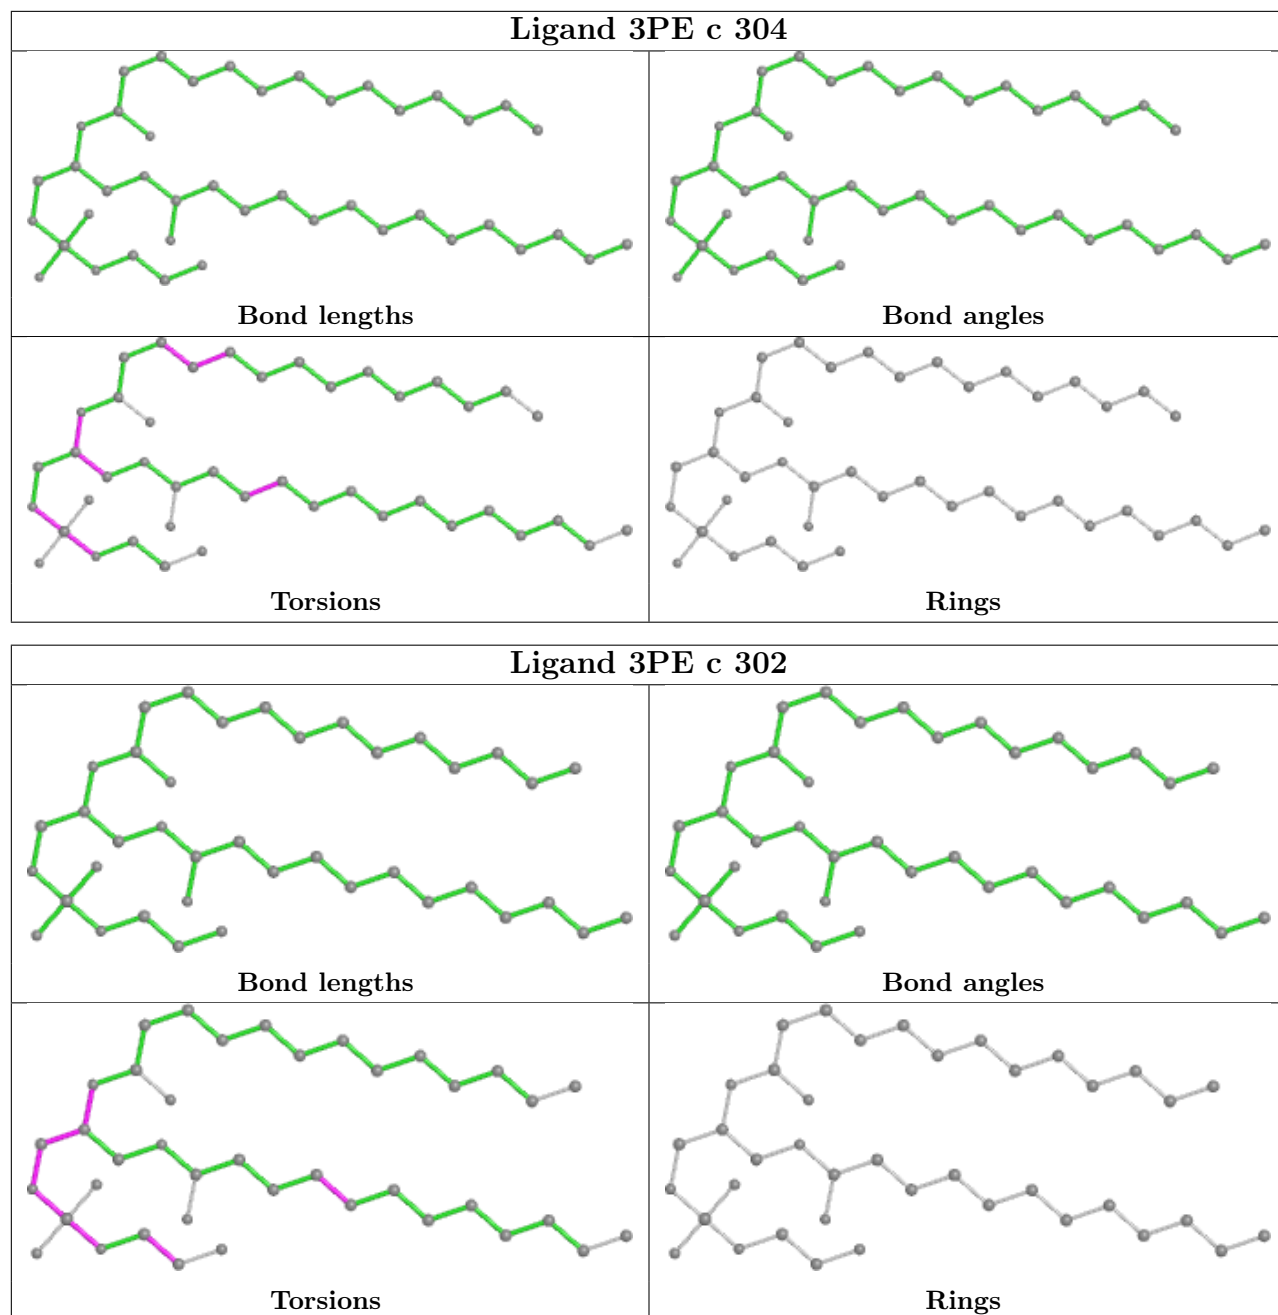 Ligand 3PE c 304
Bond lengths
Bond angles
Torsions
Rings
Ligand 3PE c 302
Bond lengths
Bond angles
Torsions
Rings